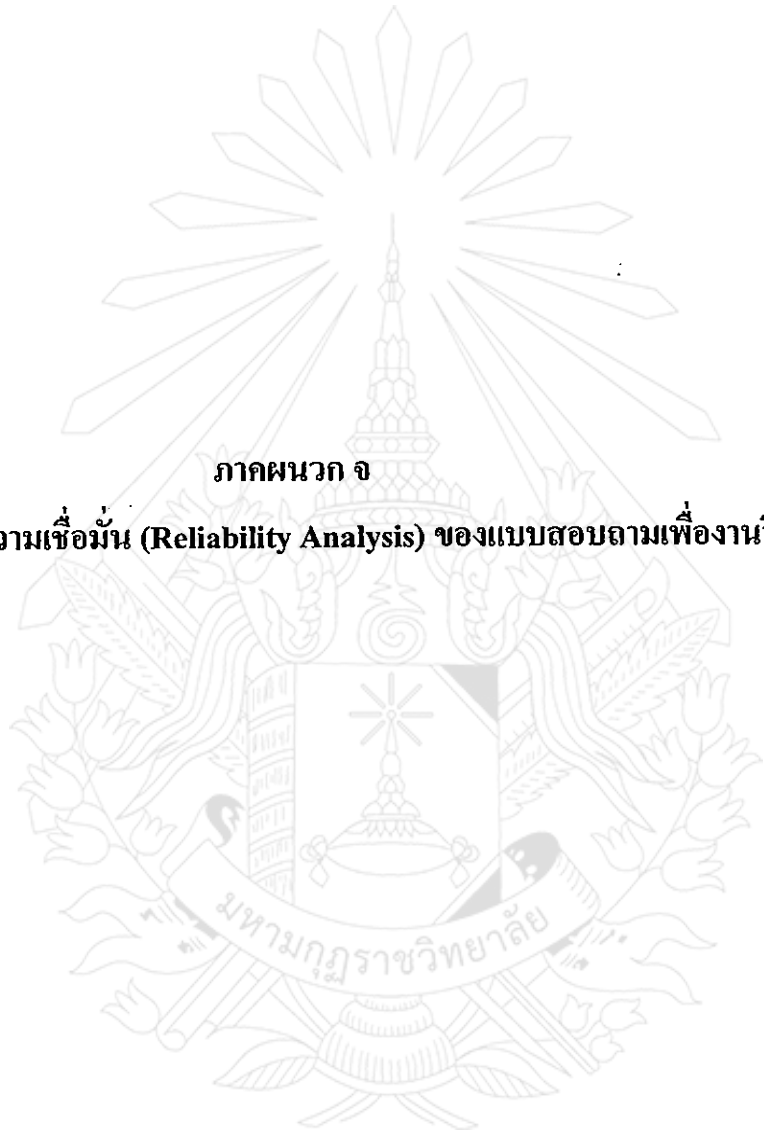 ภาคผนวก จ
วามเชื่อมั่น (Reliability Analysis) ของแบบสอบถามเพื่องานวิ
มหามกุฏราชวิทยาลัย